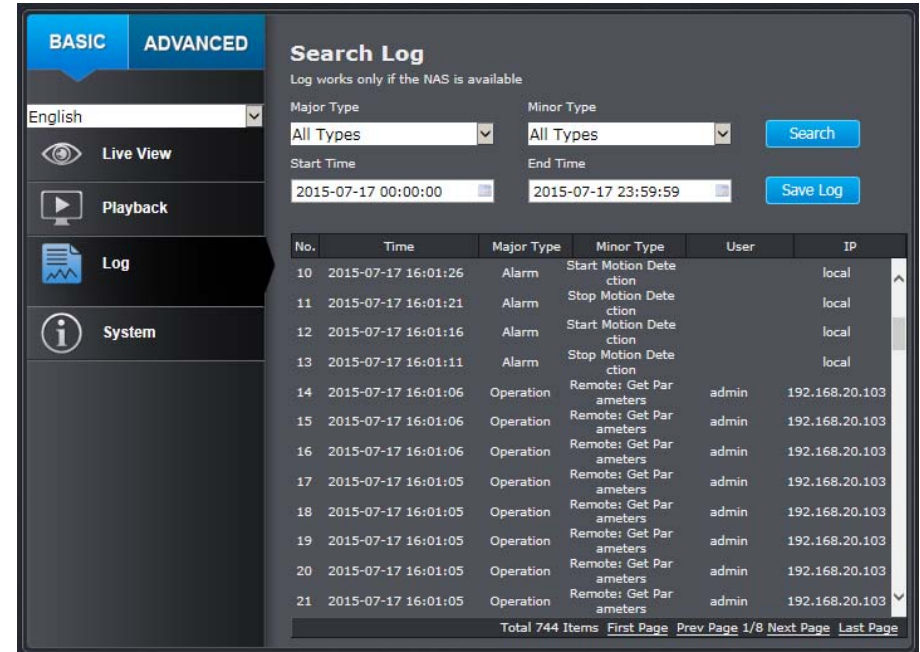 BASIC ADVANCED
English
Live View
Playback
Log
System
Search Log
Log works only if the NAS is available
Major Type Minor Type
All Types All Types Search
Start Time End Time
2015-07-17 00:00:00 2015-07-17 23:59:59 Save Log
No. Time Major Type Minor Type User IP
10 2015-07-17 16:01:26 Alarm Start Motion Dete
ction local
11 2015-07-17 16:01:21 Alarm Stop Motion Dete
ction local
12 2015-07-17 16:01:16 Alarm Start Motion Dete
ction local
13 2015-07-17 16:01:11 Alarm Stop Motion Dete
ction local
14 2015-07-17 16:01:06 Operation Remote: Get Par
ameters admin 192.168.20.103
15 2015-07-17 16:01:06 Operation Remote: Get Par
ameters admin 192.168.20.103
16 2015-07-17 16:01:06 Operation Remote: Get Par
ameters admin 192.168.20.103
17 2015-07-17 16:01:05 Operation Remote: Get Par
ameters admin 192.168.20.103
18 2015-07-17 16:01:05 Operation Remote: Get Par
ameters admin 192.168.20.103
19 2015-07-17 16:01:05 Operation Remote: Get Par
ameters admin 192.168.20.103
20 2015-07-17 16:01:05 Operation Remote: Get Par
ameters admin 192.168.20.103
21 2015-07-17 16:01:05 Operation Remote: Get Par
ameters admin 192.168.20.103
Total 744 Items First Page Prev Page 1/8 Next Page Last Page